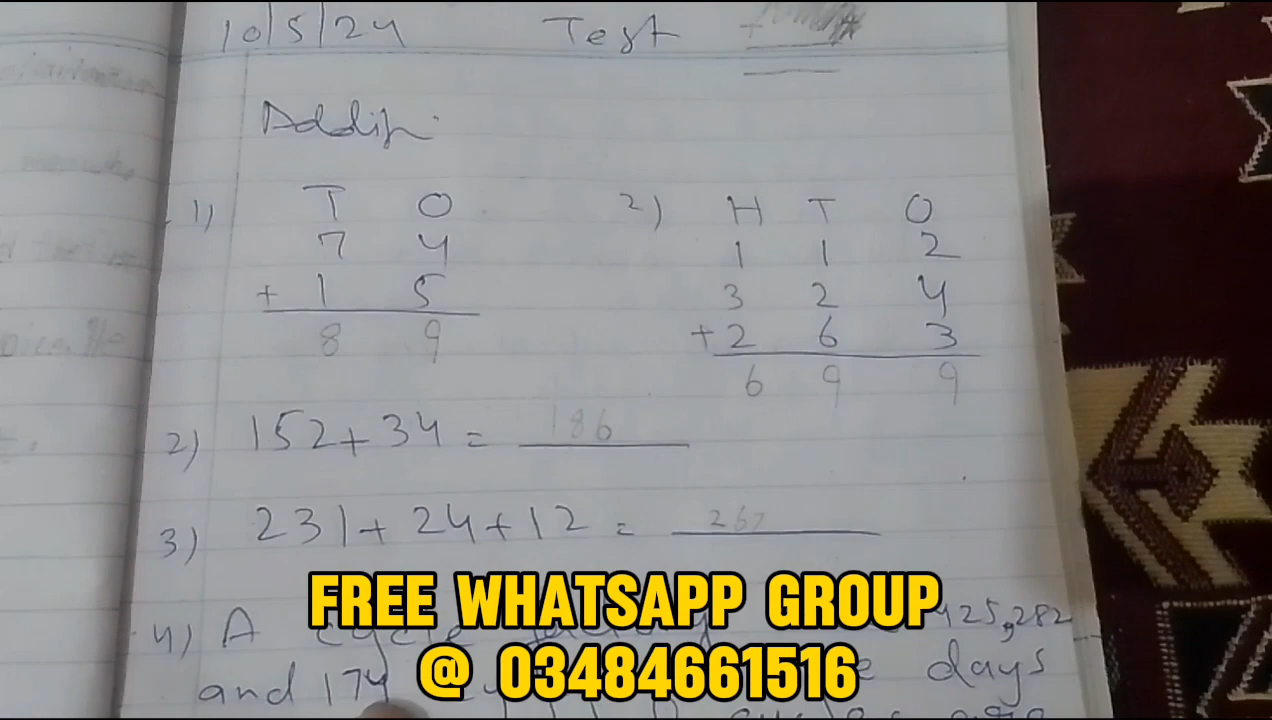 10/5/24 Test
1) T O 2) H T O
7 4 1 1 2
+ 1 5 3 2 4
8 9 + 2 6 3
6 9 9
2) 152 + 34 = 186
3) 231 + 24 + 12 = 267
FREE WHATSAPP GROUP
4) A cycle 425, 282
@ 03484661516
and 174 days